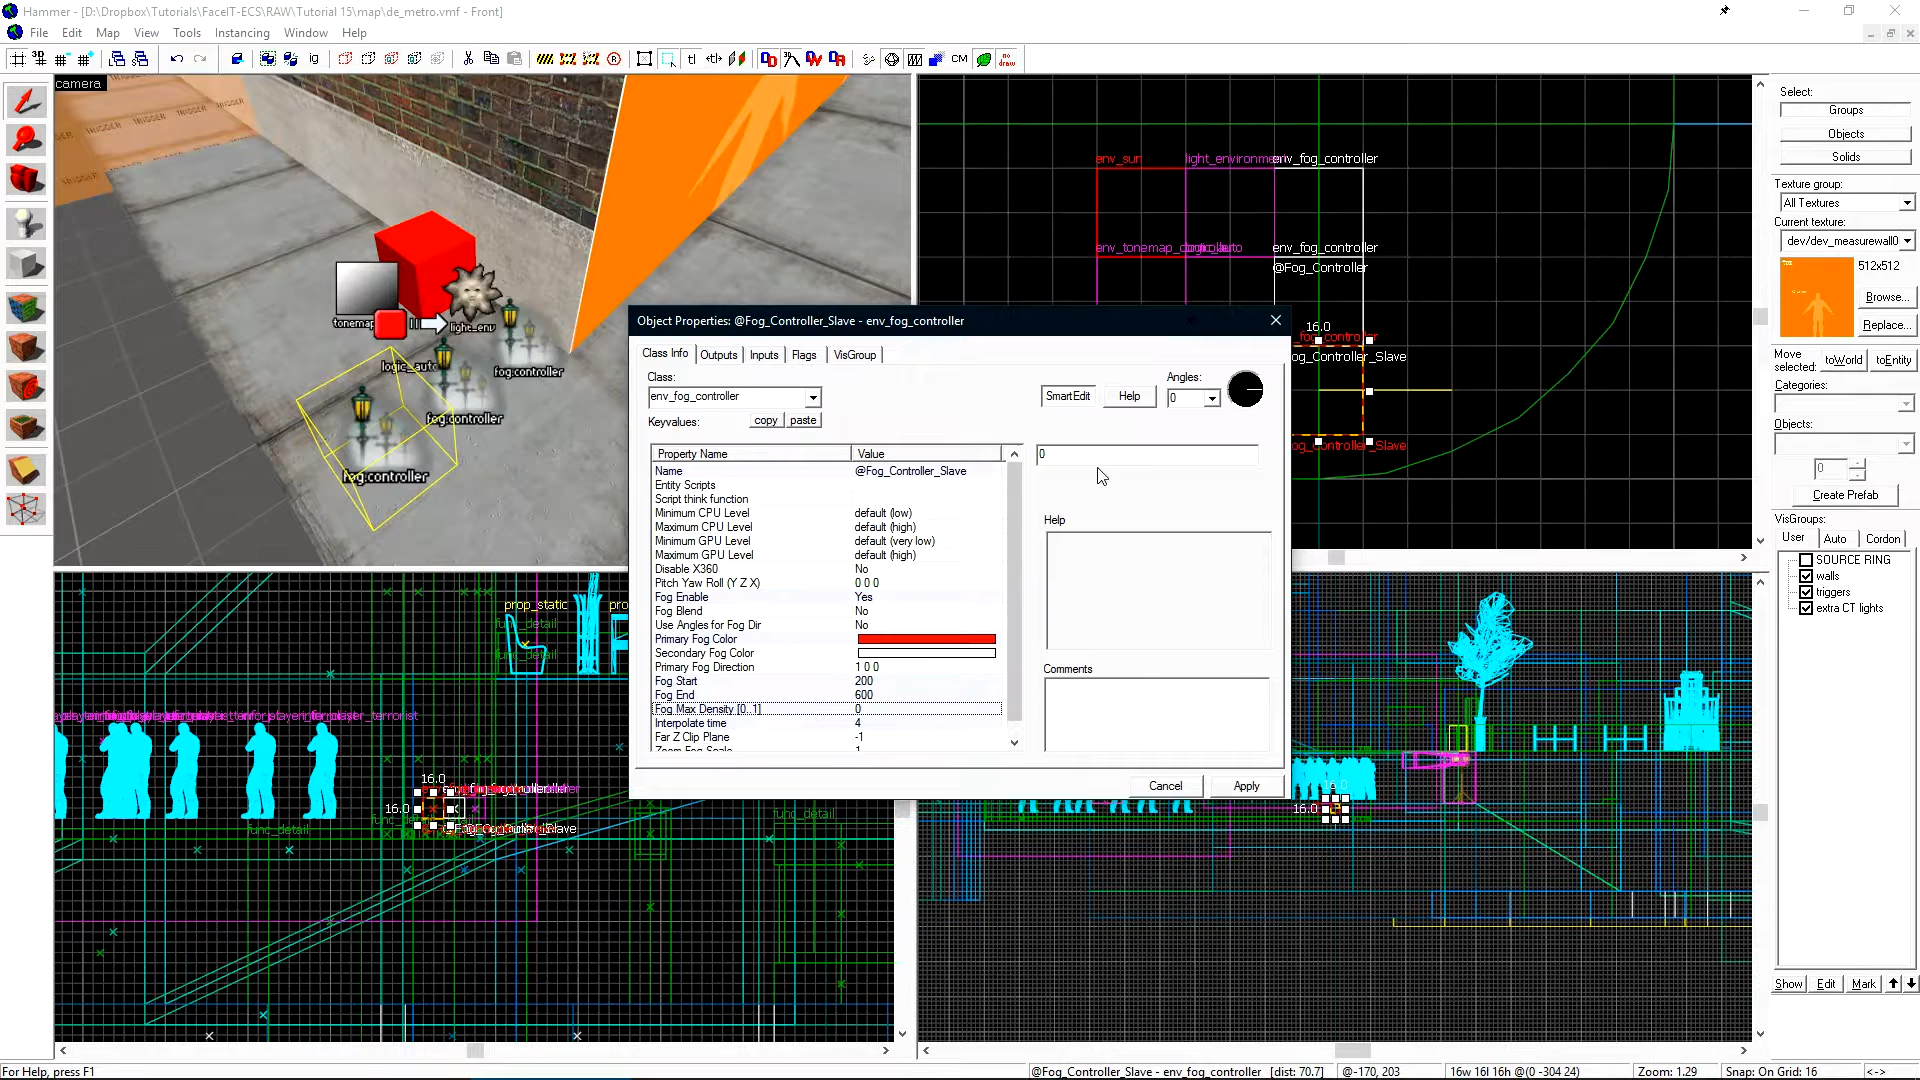 Hammer - [D:\Dropbox\Tutorials\FaceIT-ECS\RAW\Tutorial 15\map\de_metro.vmf - Front]
File Edit Map View Tools Instancing Window Help
camera
TRIGGER
tonemap
light_env
logic_auto
fog.controller
fog.controller
fog.controller
env_sun
env_fog_controller
env_fog_controller
@Fog_Controller
16.0
Object Properties: @Fog_Controller_Slave - env_fog_controller
Class Info Outputs Inputs Flags VisGroup
Class:
env_fog_controller
Keyvalues:
copy paste
SmartEdit Help
Angles:
0
Property Name Value
Name @Fog_Controller_Slave
Entity Scripts
Script think function
Minimum CPU Level default (low)
Maximum CPU Level default (high)
Minimum GPU Level default (very low)
Maximum GPU Level default (high)
Disable X360 No
Pitch Yaw Roll (Y Z X) 0 0 0
Fog Enable Yes
Fog Blend No
Use Angles for Fog Dir No
Primary Fog Color
Secondary Fog Color
Primary Fog Direction 1 0 0
Fog Start 200
Fog End 600
Fog Max Density [0..1] 0
Interpolate time 4
Far Z Clip Plane -1
Zoom Fog Scale 1
0
Help
Comments
Cancel Apply
prop_static
func_detail
func_detail
16.0
16.0
func_detail
func_detail
16.0
16.0
Select:
Groups
Objects
Solids
Texture group:
All Textures
Current texture:
dev/dev_measurewall0
512x512
Browse...
Replace...
Move selected:
toWorld toEntity
Categories:
Objects:
0
Create Prefab
VisGroups:
User Auto Cordon
SOURCE RING
walls
triggers
extra CT lights
Show Edit Mark
For Help, press F1
@Fog_Controller_Slave - env_fog_controller [dist: 70.7]
@-170, 203
16w 16l 16h @(0 -304 24)
Zoom: 1.29
Snap: On Grid: 16
<->